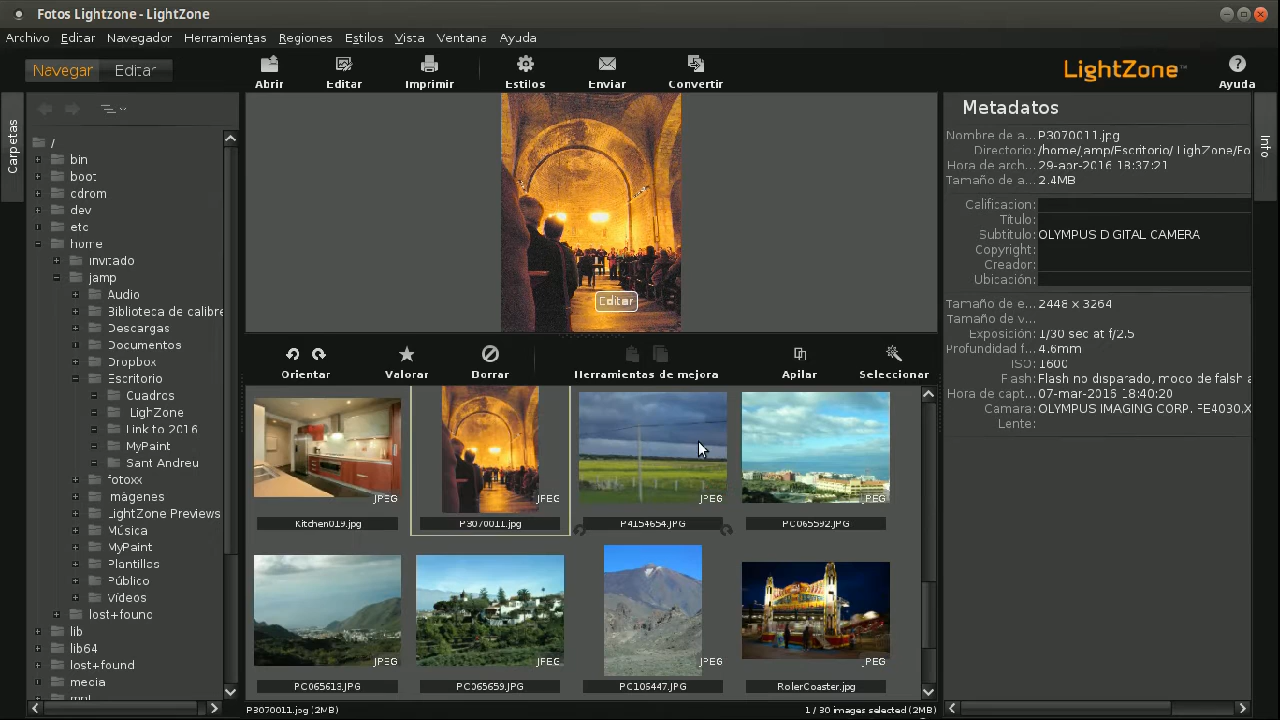 Fotos Lightzone - LightZone
Archivo Editar Navegador Herramientas Regiones Estilos Vista Ventana Ayuda
Navegar Editar
Abrir Editar Imprimir Estilos Enviar Convertir
LightZone
Ayuda
Carpetas
/
bin
boot
cdrom
dev
etc
home
invitado
jamp
Audio
Biblioteca de calibre
Descargas
Documentos
Dropbox
Escritorio
Cuadros
LighZone
Link to 2016
MyPaint
Sant Andreu
fotoxx
Imágenes
LightZone Previews
Música
MyPaint
Plantillas
Público
Vídeos
lost+found
lib
lib64
lost+found
media
Editar
Orientar Valorar Borrar Herramientas de mejora Apilar Seleccionar
JPEG JPEG JPEG JPEG
Kitchen019.jpg P3070011.jpg P4154654.JPG PC065592.JPG
JPEG JPEG JPEG JPEG
PC065613.JPG PC065659.JPG PC106447.JPG RolerCoaster.jpg
P3070011.jpg (2MB) 1 / 30 images selected (2MB)
Metadatos
Info
Nombre de a... P3070011.jpg
Directorio: /home/jamp/Escritorio/ LighZone/Fo
Hora de arch... 29-apr-2016 18:37:21
Tamaño de a... 2.4MB
Calificacion:
Título:
Subtítulo: OLYMPUS DIGITAL CAMERA
Copyright:
Creador:
Ubicación:
Tamaño de e... 2448 x 3264
Tamaño de v...
Exposición: 1/30 sec at f/2.5
Profundidad f... 4.6mm
ISO: 1600
Flash: Flash no disparado, modo de falsh a
Hora de capt... 07-mar-2016 18:40:20
Camara: OLYMPUS IMAGING CORP. FE4030,X
Lente: